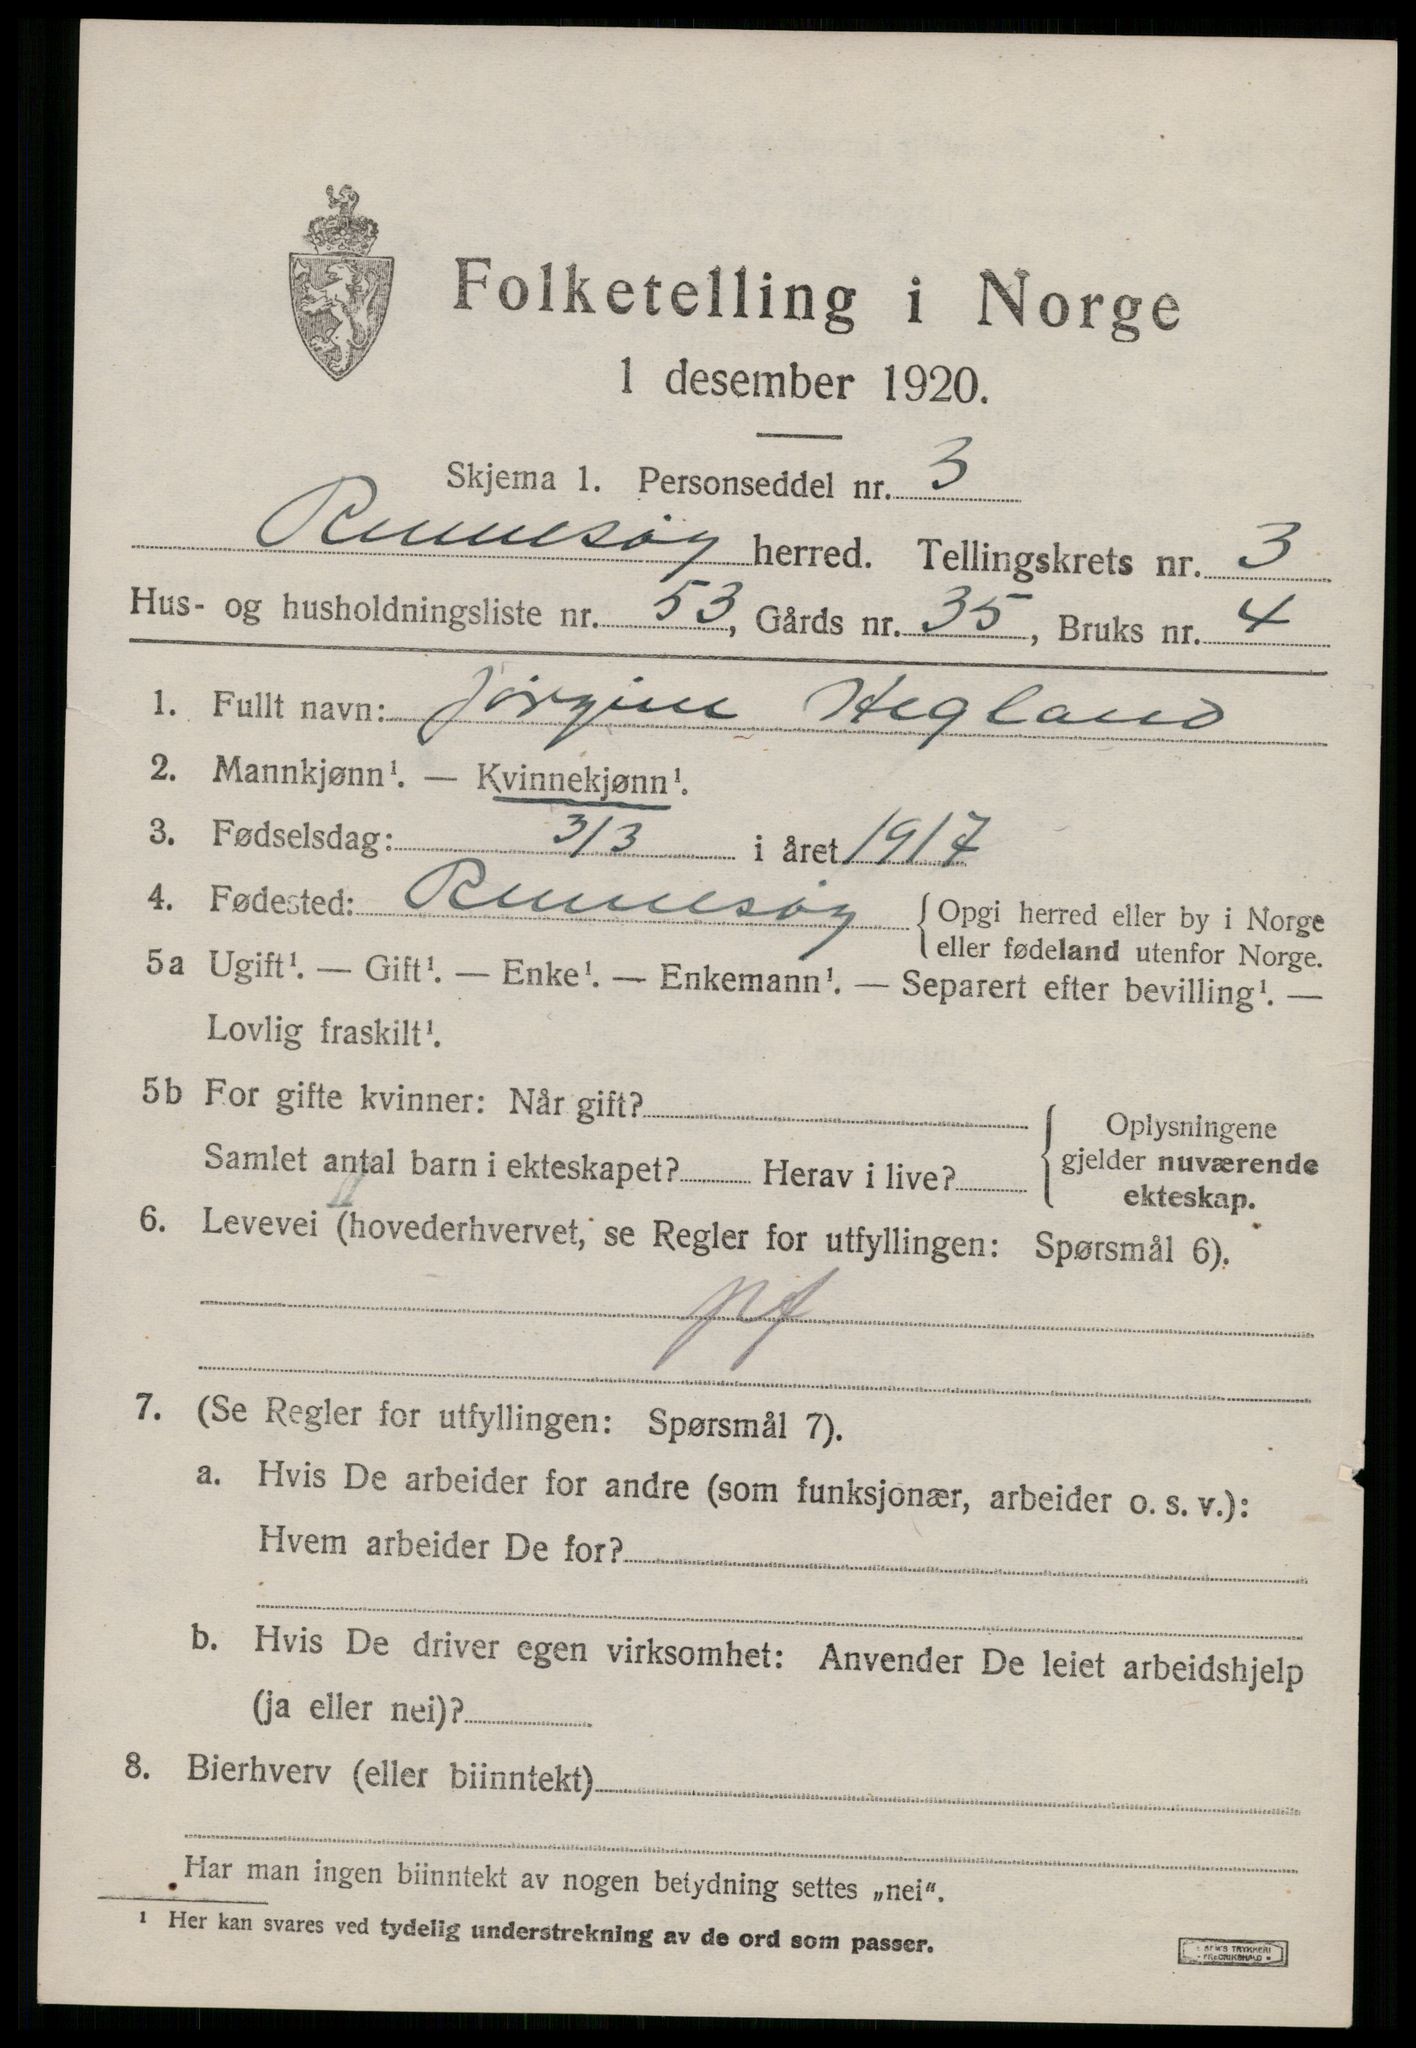 Folketelling i Norge
1 desember 1920.
Skjema 1. Personseddel nr. 3
Rennesøy herred. Tellingskrets nr. 3
Hus- og husholdningsliste nr. 53, Gårds nr. 35, Bruks nr. 4
1. Fullt navn: Jörgine Hegland
2. Mannkjønn¹. — Kvinnekjønn¹.
3. Fødselsdag: 3/3 i året 1917
4. Fødested: Rennesøy { Opgi herred eller by i Norge
eller fødeland utenfor Norge.
5a Ugift¹. — Gift¹. — Enke¹. — Enkemann¹. — Separert efter bevilling¹. —
Lovlig fraskilt¹.
5b For gifte kvinner: Når gift?
Samlet antal barn i ekteskapet? Herav i live?
Oplysningene
gjelder nuværende
ekteskap.
6. Levevei (hovederhvervet, se Regler for utfyllingen: Spørsmål 6).
7. (Se Regler for utfyllingen: Spørsmål 7).
a. Hvis De arbeider for andre (som funksjonær, arbeider o. s. v.):
Hvem arbeider De for?
b. Hvis De driver egen virksomhet: Anvender De leiet arbeidshjelp
(ja eller nei)?
8. Bierhverv (eller biinntekt)
Har man ingen biinntekt av nogen betydning settes „nei“.
¹ Her kan svares ved tydelig understrekning av de ord som passer.
TRYKKERI
FREDRIKSHALD